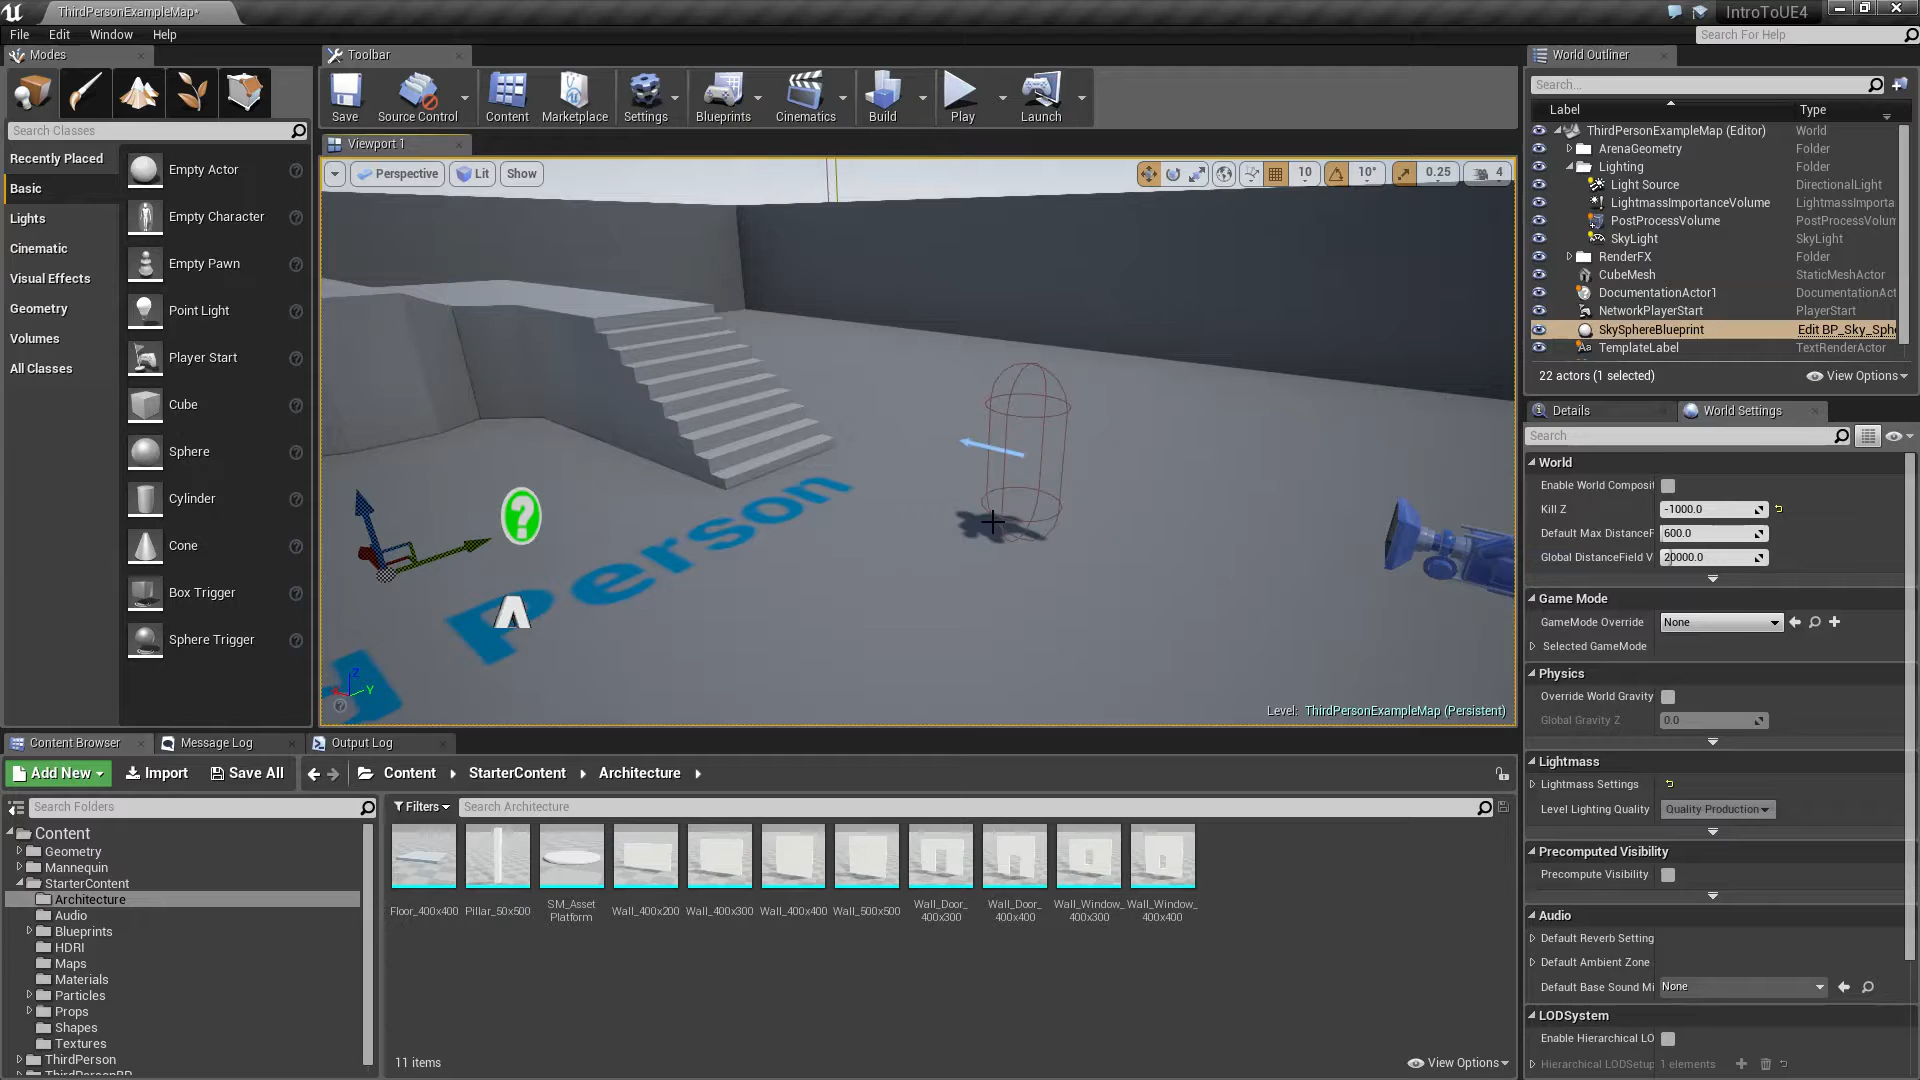 ThirdPersonExampleMap*
IntroToUE4
File Edit Window Help
Search For Help
Modes
Toolbar
World Outliner
Save
Source Control
Content
Marketplace
Settings
Blueprints
Cinematics
Build
Play
Launch
Search...
Label Type
Search Classes
Viewport 1
Recently Placed
Basic
Lights
Cinematic
Visual Effects
Geometry
Volumes
All Classes
Empty Actor
Empty Character
Empty Pawn
Point Light
Player Start
Cube
Sphere
Cylinder
Cone
Box Trigger
Sphere Trigger
Perspective Lit Show
10 10° 0.25 4
Person
X
Z
Y
Level: ThirdPersonExampleMap (Persistent)
ThirdPersonExampleMap (Editor) World
ArenaGeometry Folder
Lighting Folder
Light Source DirectionalLight
LightmassImportanceVolume LightmassImporta
PostProcessVolume PostProcessVolum
SkyLight SkyLight
RenderFX Folder
CubeMesh StaticMeshActor
DocumentationActor1 DocumentationAct
NetworkPlayerStart PlayerStart
SkySphereBlueprint Edit BP_Sky_Sphe
TemplateLabel TextRenderActor
22 actors (1 selected)
View Options
Details
World Settings
Search
World
Enable World Composit
Kill Z -1000.0
Default Max DistanceF 600.0
Global DistanceField V 20000.0
Game Mode
GameMode Override None
Selected GameMode
Physics
Override World Gravity
Global Gravity Z 0.0
Lightmass
Lightmass Settings
Level Lighting Quality Quality Production
Precomputed Visibility
Precompute Visibility
Audio
Default Reverb Setting
Default Ambient Zone
Default Base Sound Mi None
LODSystem
Enable Hierarchical LO
Hierarchical LODSetup 1 elements
Content Browser
Message Log
Output Log
Add New
Import
Save All
Content
StarterContent
Architecture
Search Folders
Filters
Search Architecture
Content
Geometry
Mannequin
StarterContent
Architecture
Audio
Blueprints
HDRI
Maps
Materials
Particles
Props
Shapes
Textures
ThirdPerson
ThirdPersonBP
Floor_400x400
Pillar_50x500
SM_Asset
Platform
Wall_400x200
Wall_400x300
Wall_400x400
Wall_500x500
Wall_Door_
400x300
Wall_Door_
400x400
Wall_Window_
400x300
Wall_Window_
400x400
11 items
View Options